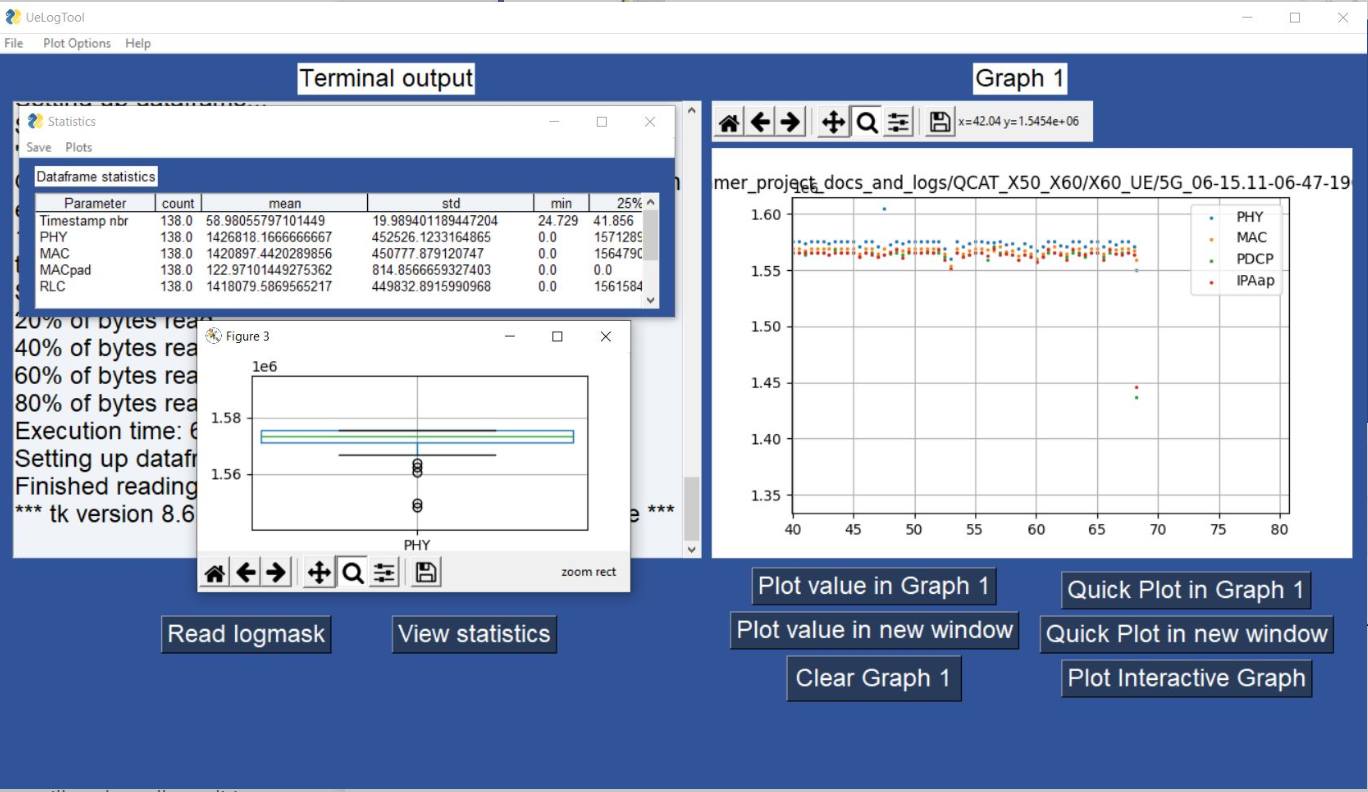 UeLogTool
File Plot Options Help
Terminal output
Setting up dataframe...
Statistics
Save Plots
Dataframe statistics
Parameter count mean std min 25%
Timestamp nbr 138.0 58.98055797101449 19.989401189447204 24.729 41.856
PHY 138.0 1426818.1666666667 452526.1233164865 0.0 1571289
MAC 138.0 1420897.4420289856 450777.879120747 0.0 1564790
MACpad 138.0 122.97101449275362 814.8566659327403 0.0 0.0
RLC 138.0 1418079.5869565217 449832.8915990968 0.0 1561584
20% of bytes read
40% of bytes rea
60% of bytes rea
80% of bytes rea
Execution time: 6
Setting up datafr
Finished reading
*** tk version 8.6
e ***
Figure 3
1e6
1.58
1.56
PHY
zoom rect
Read logmask
View statistics
Graph 1
x=42.04 y=1.5454e+06
mer_project_docs_and_logs/QCAT_X50_X60/X60_UE/5G_06-15.11-06-47-19
1e6
1.60
1.55
1.50
1.45
1.40
1.35
40 45 50 55 60 65 70 75 80
PHY
MAC
PDCP
IPAap
Plot value in Graph 1
Quick Plot in Graph 1
Plot value in new window
Quick Plot in new window
Clear Graph 1
Plot Interactive Graph